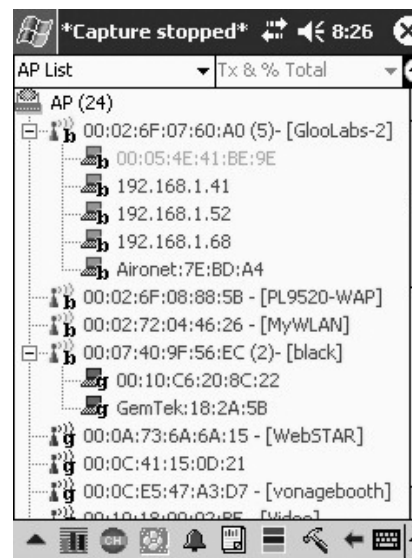 *Capture stopped* 8:26
AP List Tx & % Total
AP (24)
b 00:02:6F:07:60:A0 (5)- [GlooLabs-2]
b 00:05:4E:41:BE:9E
b 192.168.1.41
b 192.168.1.52
b 192.168.1.68
b Aironet:7E:BD:A4
b 00:02:6F:08:88:5B - [PL9520-WAP]
b 00:02:72:04:46:26 - [MyWLAN]
b 00:07:40:9F:56:EC (2)- [black]
g 00:10:C6:20:8C:22
g GemTek:18:2A:5B
g 00:0A:73:6A:6A:15 - [WebSTAR]
g 00:0C:41:15:0D:21
g 00:0C:E5:47:A3:D7 - [vonagebooth]
[Video]
CH